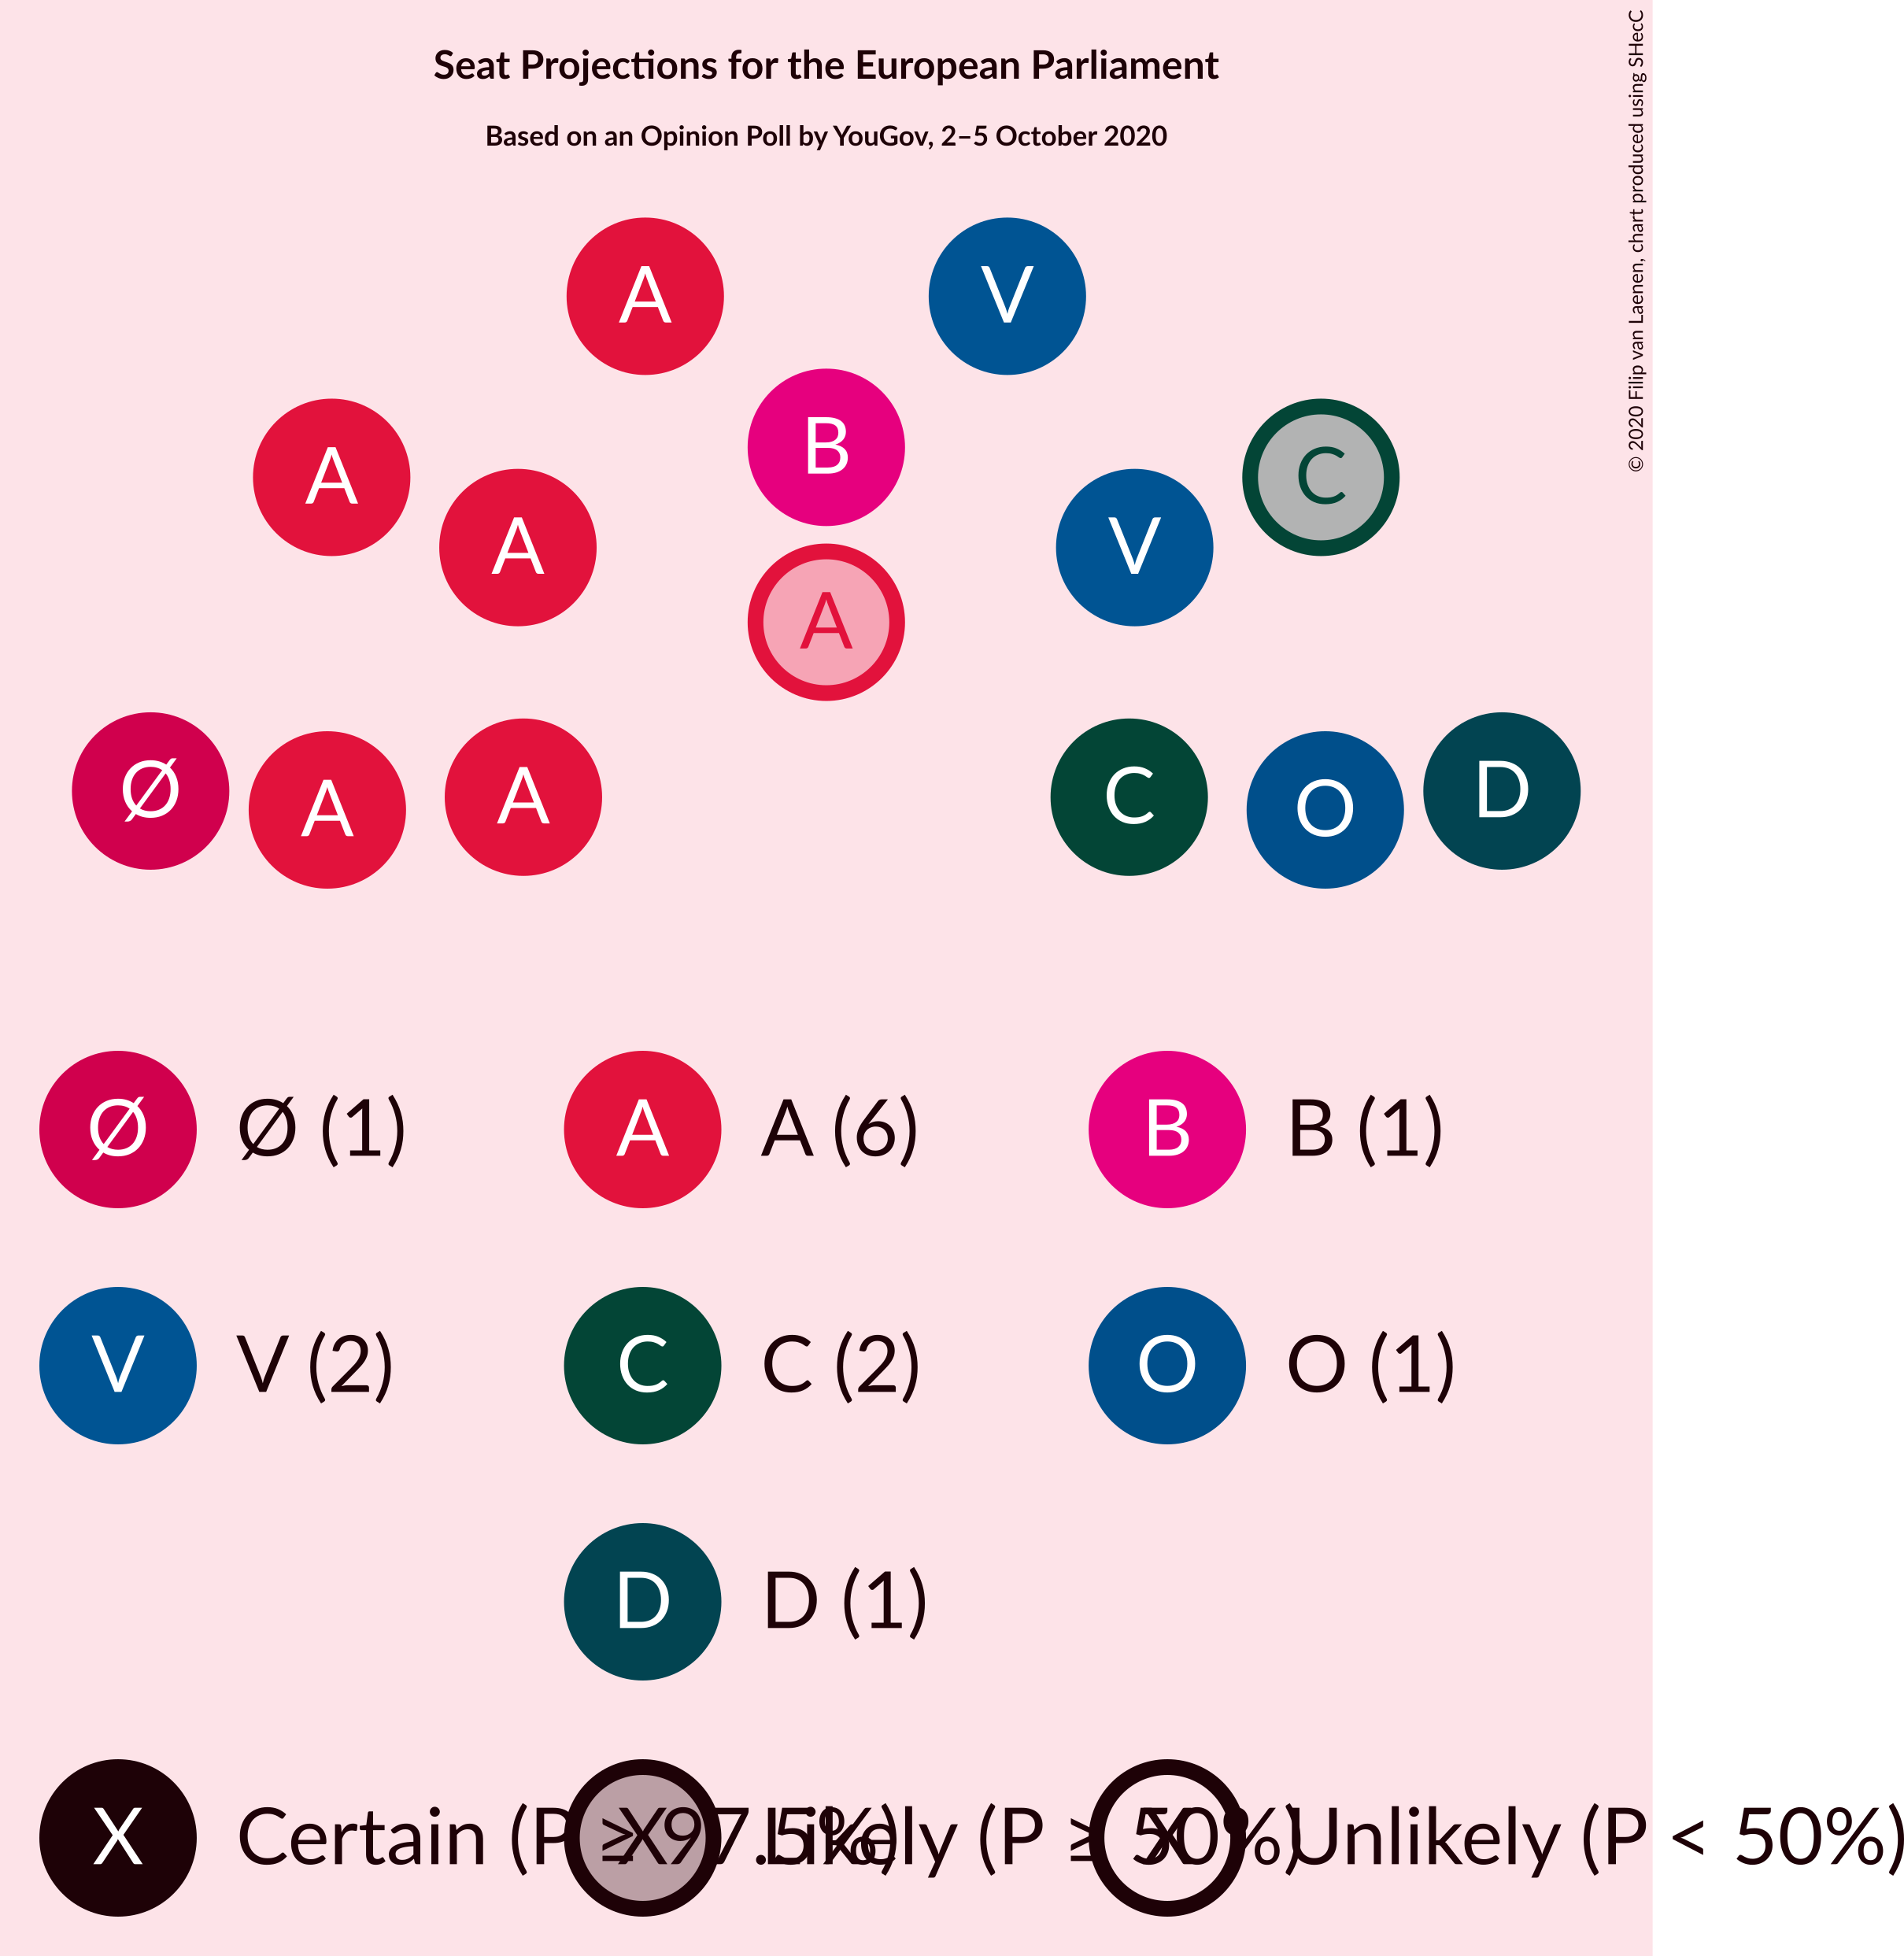 Seat Projections for the European Parliament
Based on an Opinion Poll by YouGov, 2–5 October 2020
© 2020 Filip van Laenen, chart produced using SHecC
A V
B
A C
A V
A
Ø D
A A C O
Ø Ø (1) A A (6) B B (1)
V V (2) C C (2) O O (1)
D D (1)
X Certain (P ≥ 97.5%) X Likely (P ≥ 50%) X Unlikely (P < 50%)